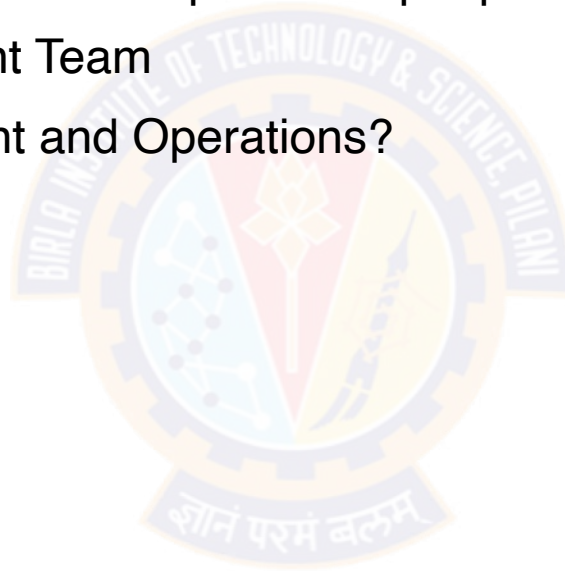 nt Team
nt and Operations?
BIRLA INSTITUTE OF TECHNOLOGY & SCIENCE, PILANI
ज्ञानं परमं बलम्